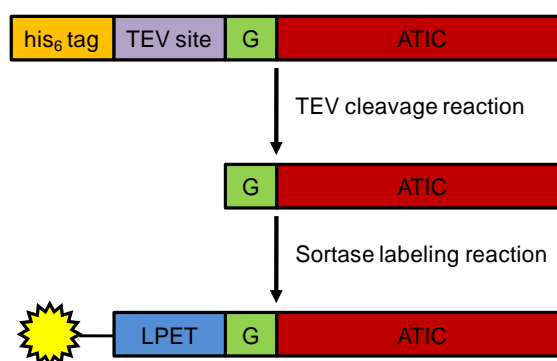 his₆ tag TEV site G ATIC
TEV cleavage reaction
G ATIC
Sortase labeling reaction
LPET G ATIC